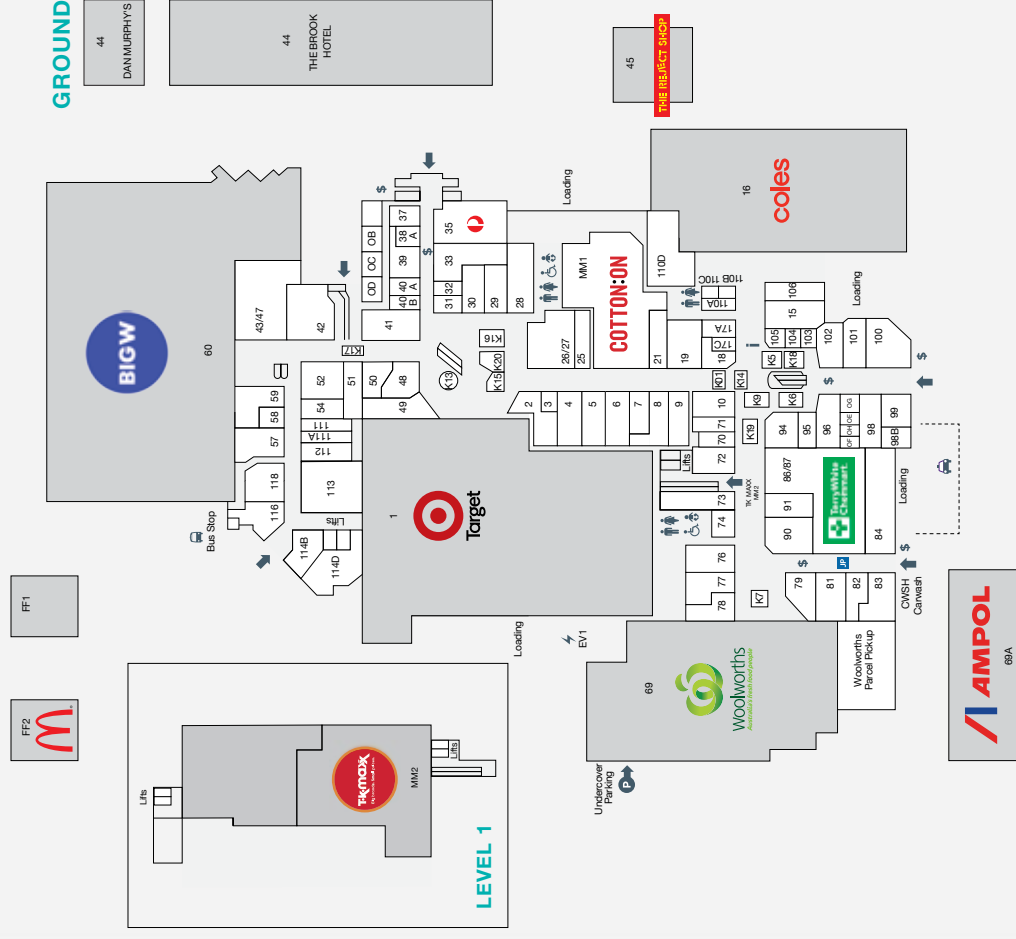 GROUND
44
DAN MURPHY'S
44
THE BROOK
HOTEL
45
THE REJECT SHOP
BIGW
60
43/47
42
K17
59
58
57
118
116
Bus Stop
52
54
51
50
48
49
111
111A
112
113
Lifts
114B
114D
OB
OC
OD
37
38
A
39
40
A
40
B
41
$
$
35
33
32
31
30
29
28
K13
K16
K20
K15
Loading
MM1
COTTON:ON
26/27
25
21
19
18
17A
17C
110D
110B
110C
110A
16
coles
106
15
105
104
103
102
101
100
Loading
i
K5
K18
KD1
K14
K9
K6
K19
$
$
2
3
4
5
6
7
8
9
10
71
70
72
Lifts
73
74
TK MAXX
MM2
94
95
96
OF
OH
OE
OG
98
99
98B
86/87
91
90
TerryWhite
Chemmart.
84
Loading
1
Target
Loading
EV1
76
77
78
K7
79
81
82
83
JP
$
$
CWSH
Carwash
69
Woolworths
Australia's fresh food people
Woolworths
Parcel Pickup
Undercover
Parking
P
AMPOL
69A
FF1
FF2
LEVEL 1
Lifts
TK-maxx
MM2
Lifts